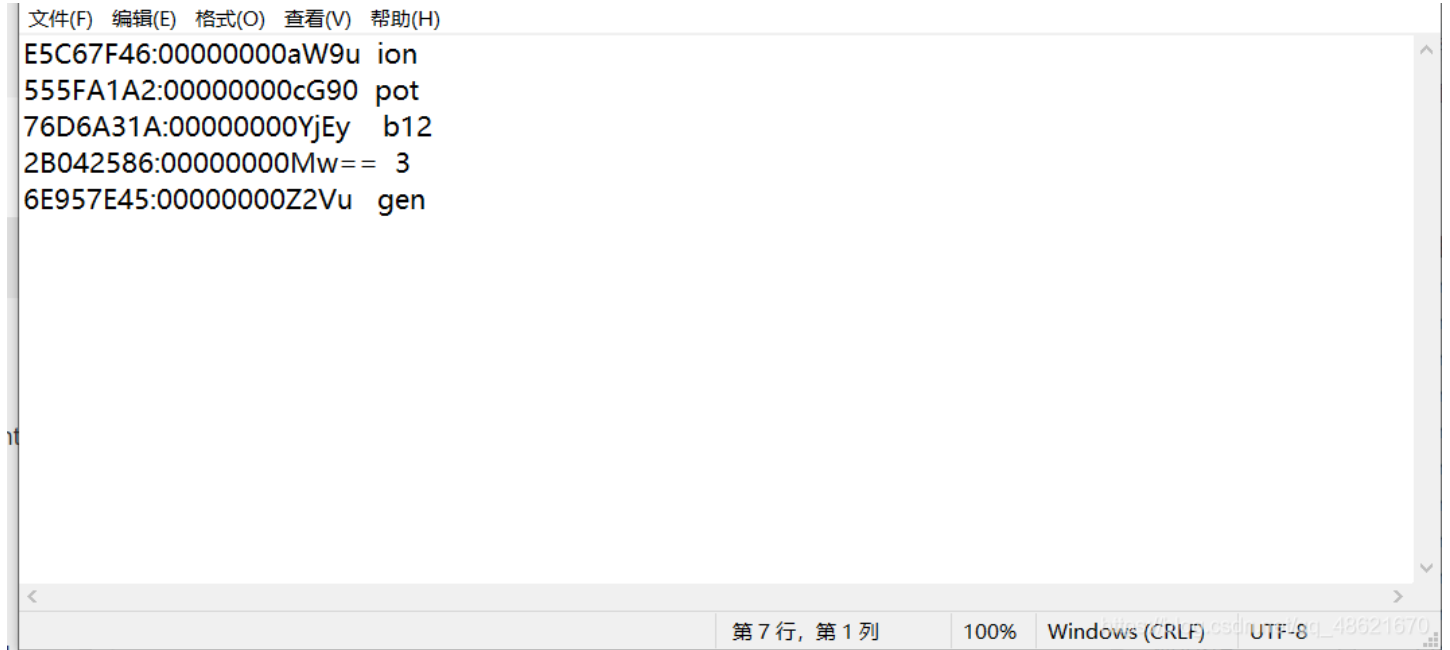 文件(F) 编辑(E) 格式(O) 查看(V) 帮助(H)
E5C67F46:00000000aW9u ion
555FA1A2:00000000cG90 pot
76D6A31A:00000000YjEy b12
2B042586:00000000Mw== 3
6E957E45:00000000Z2Vu gen
第 7 行，第 1 列 100% Windows (CRLF) UTF-8